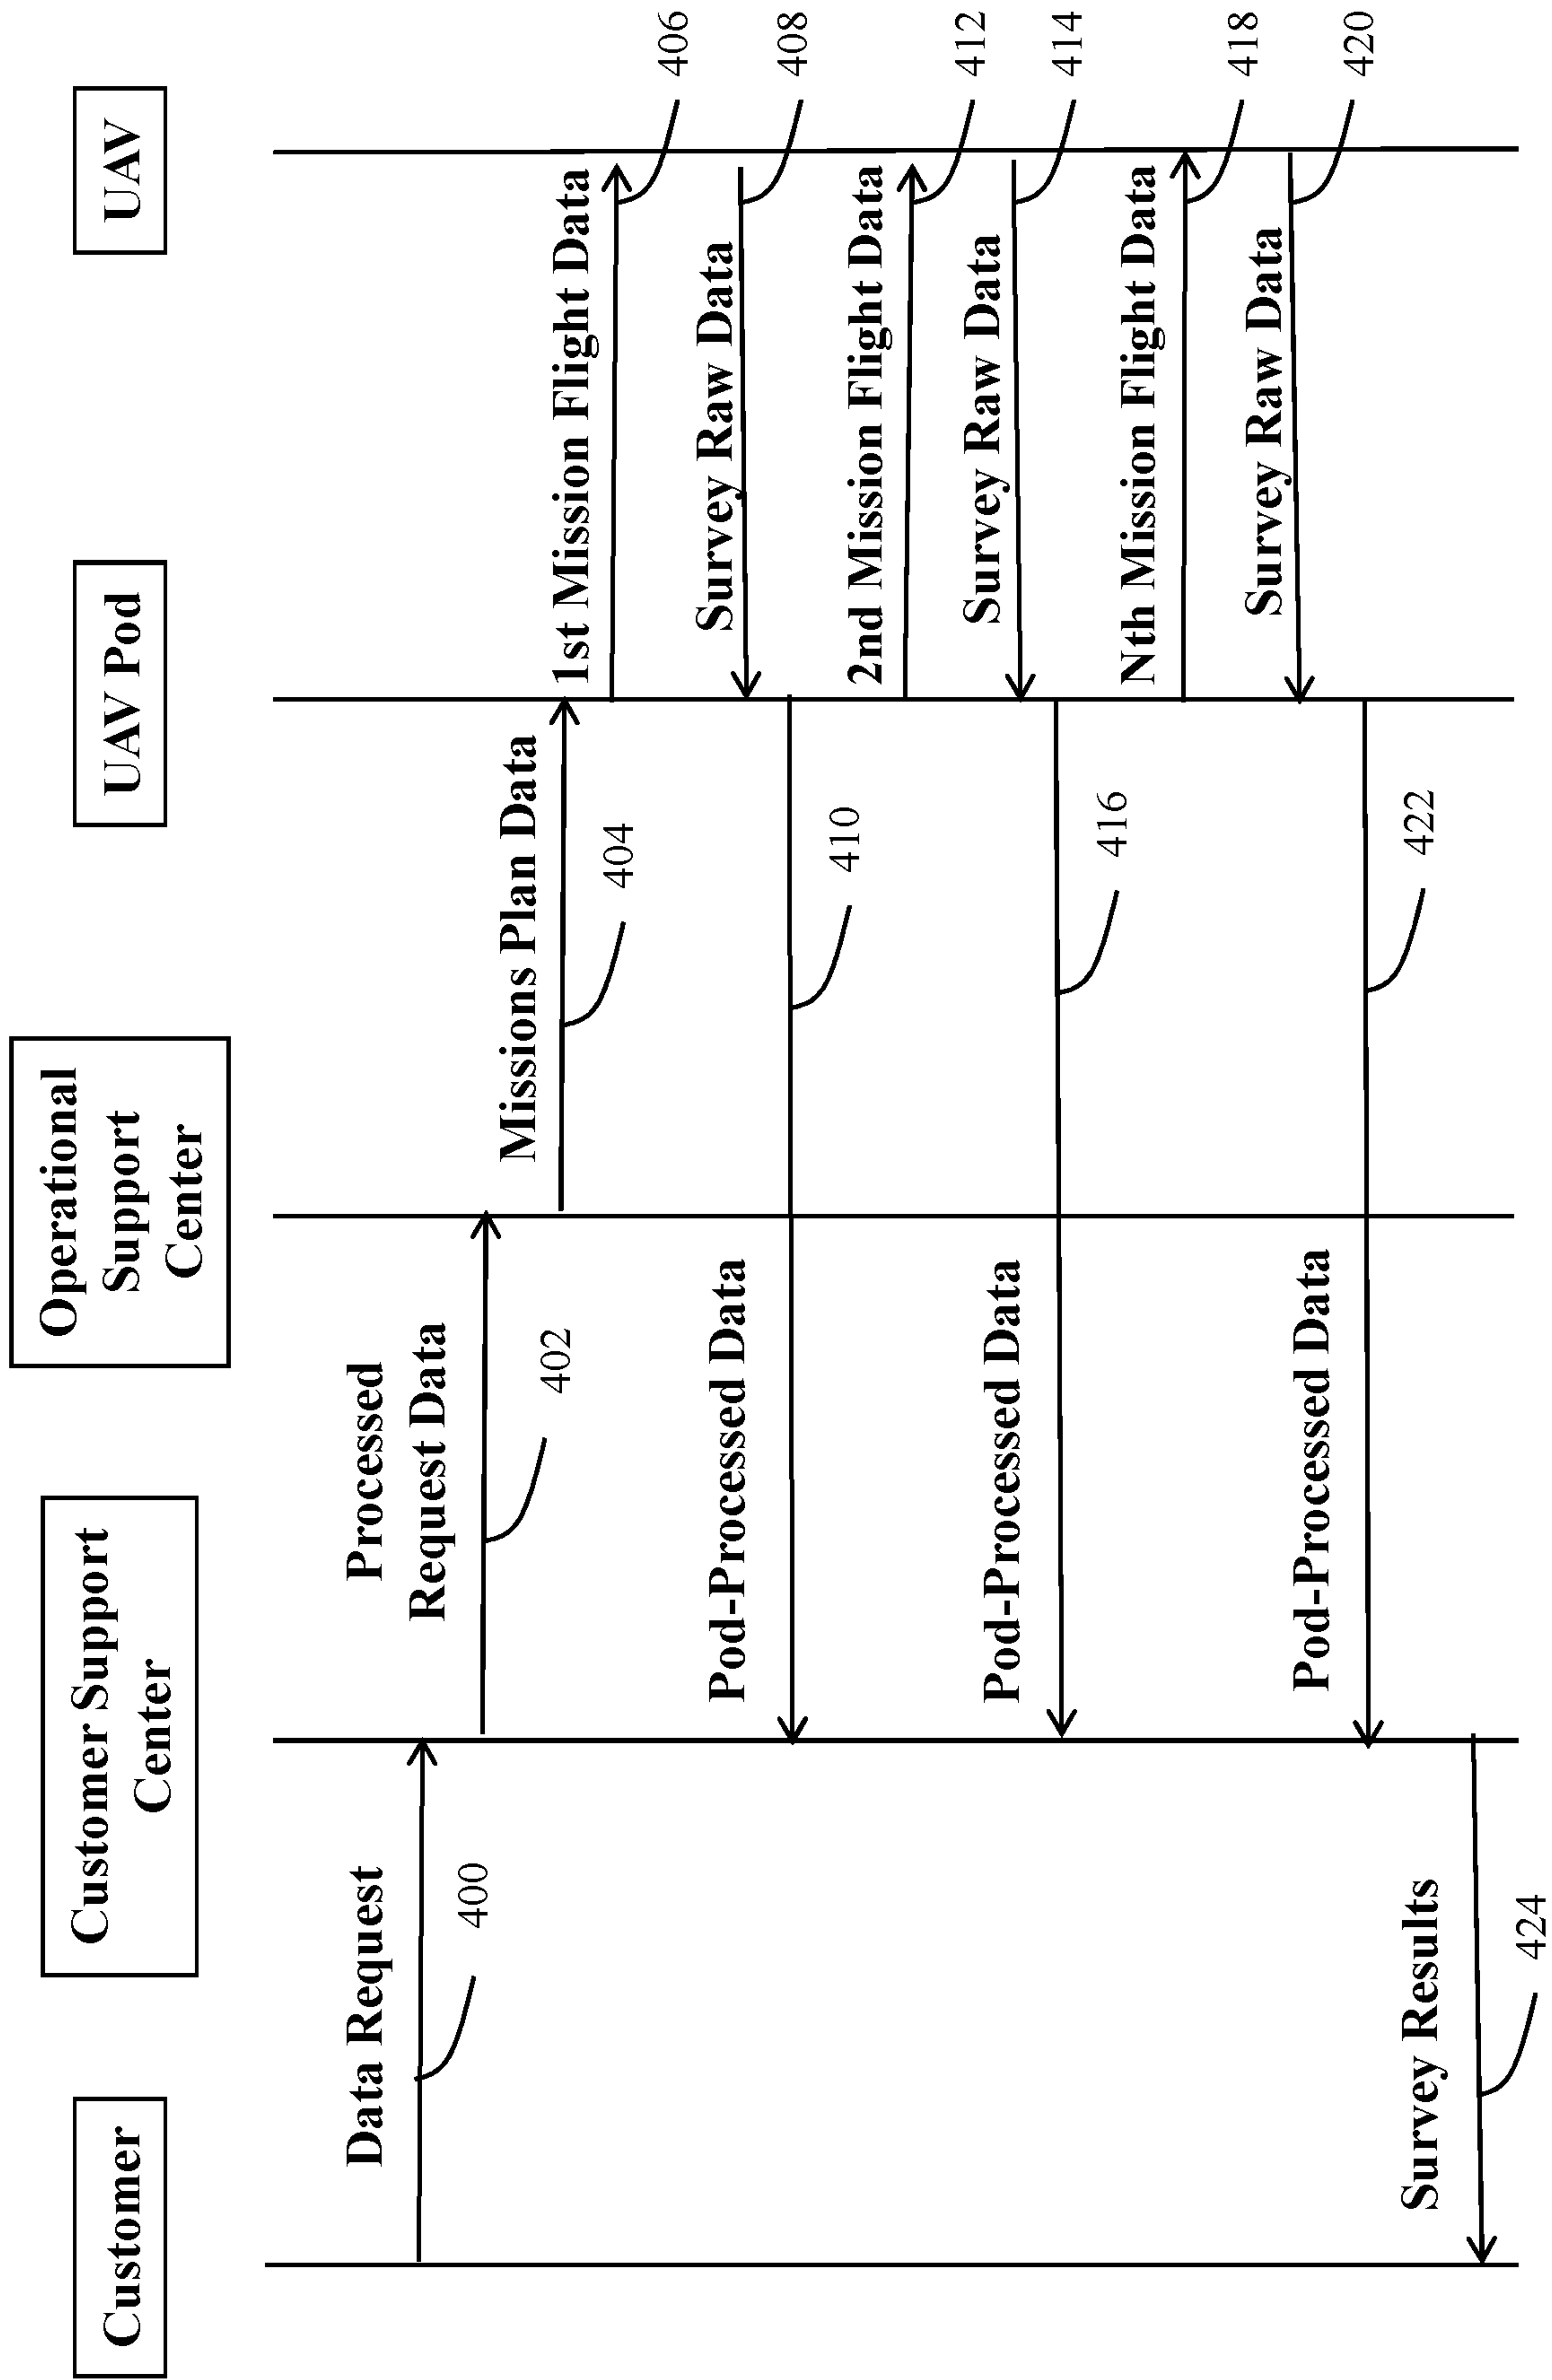 Customer
Customer Support
Center
Operational
Support
Center
UAV Pod
UAV
Data Request
400
Processed
Request Data
402
Missions Plan Data
404
1st Mission Flight Data
406
Survey Raw Data
408
Pod-Processed Data
410
2nd Mission Flight Data
412
Survey Raw Data
414
Pod-Processed Data
416
Nth Mission Flight Data
418
Survey Raw Data
420
Pod-Processed Data
422
Survey Results
424